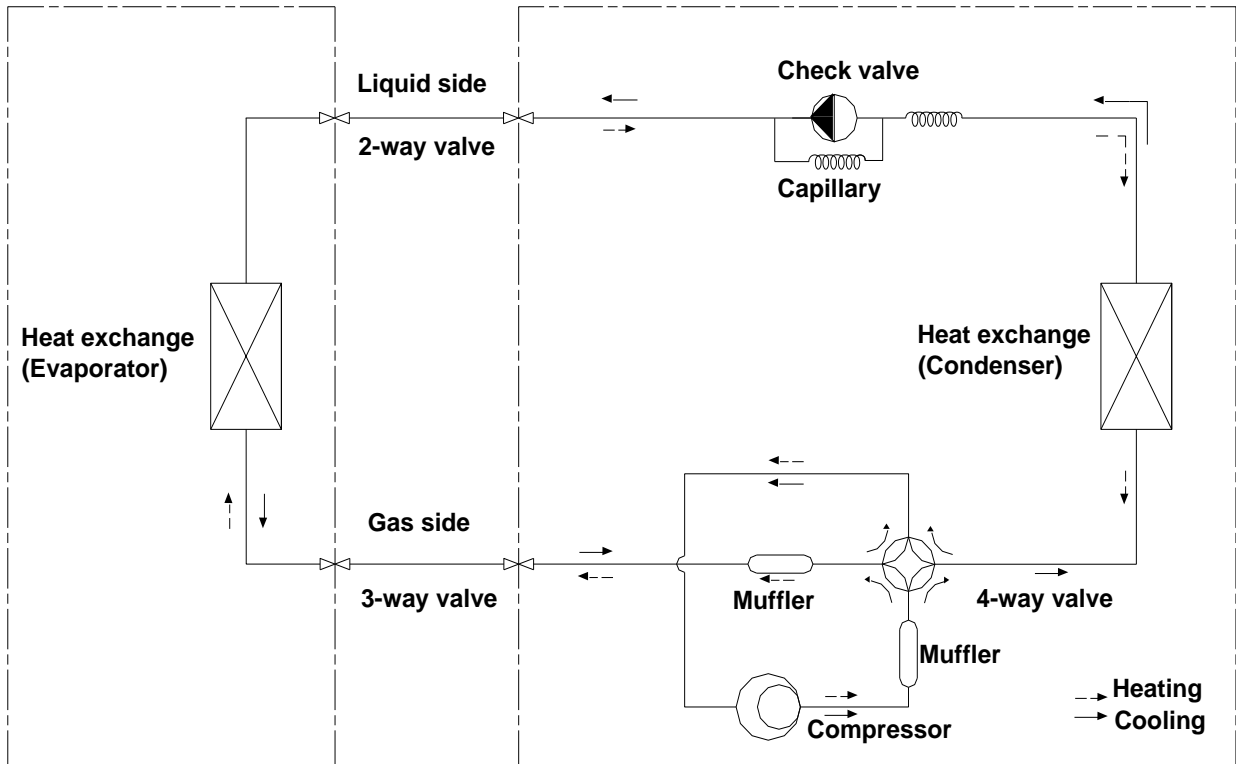 Liquid side
2-way valve
Check valve
Capillary
Heat exchange
(Evaporator)
Heat exchange
(Condenser)
Gas side
3-way valve
Muffler
4-way valve
Muffler
Compressor
Heating
Cooling